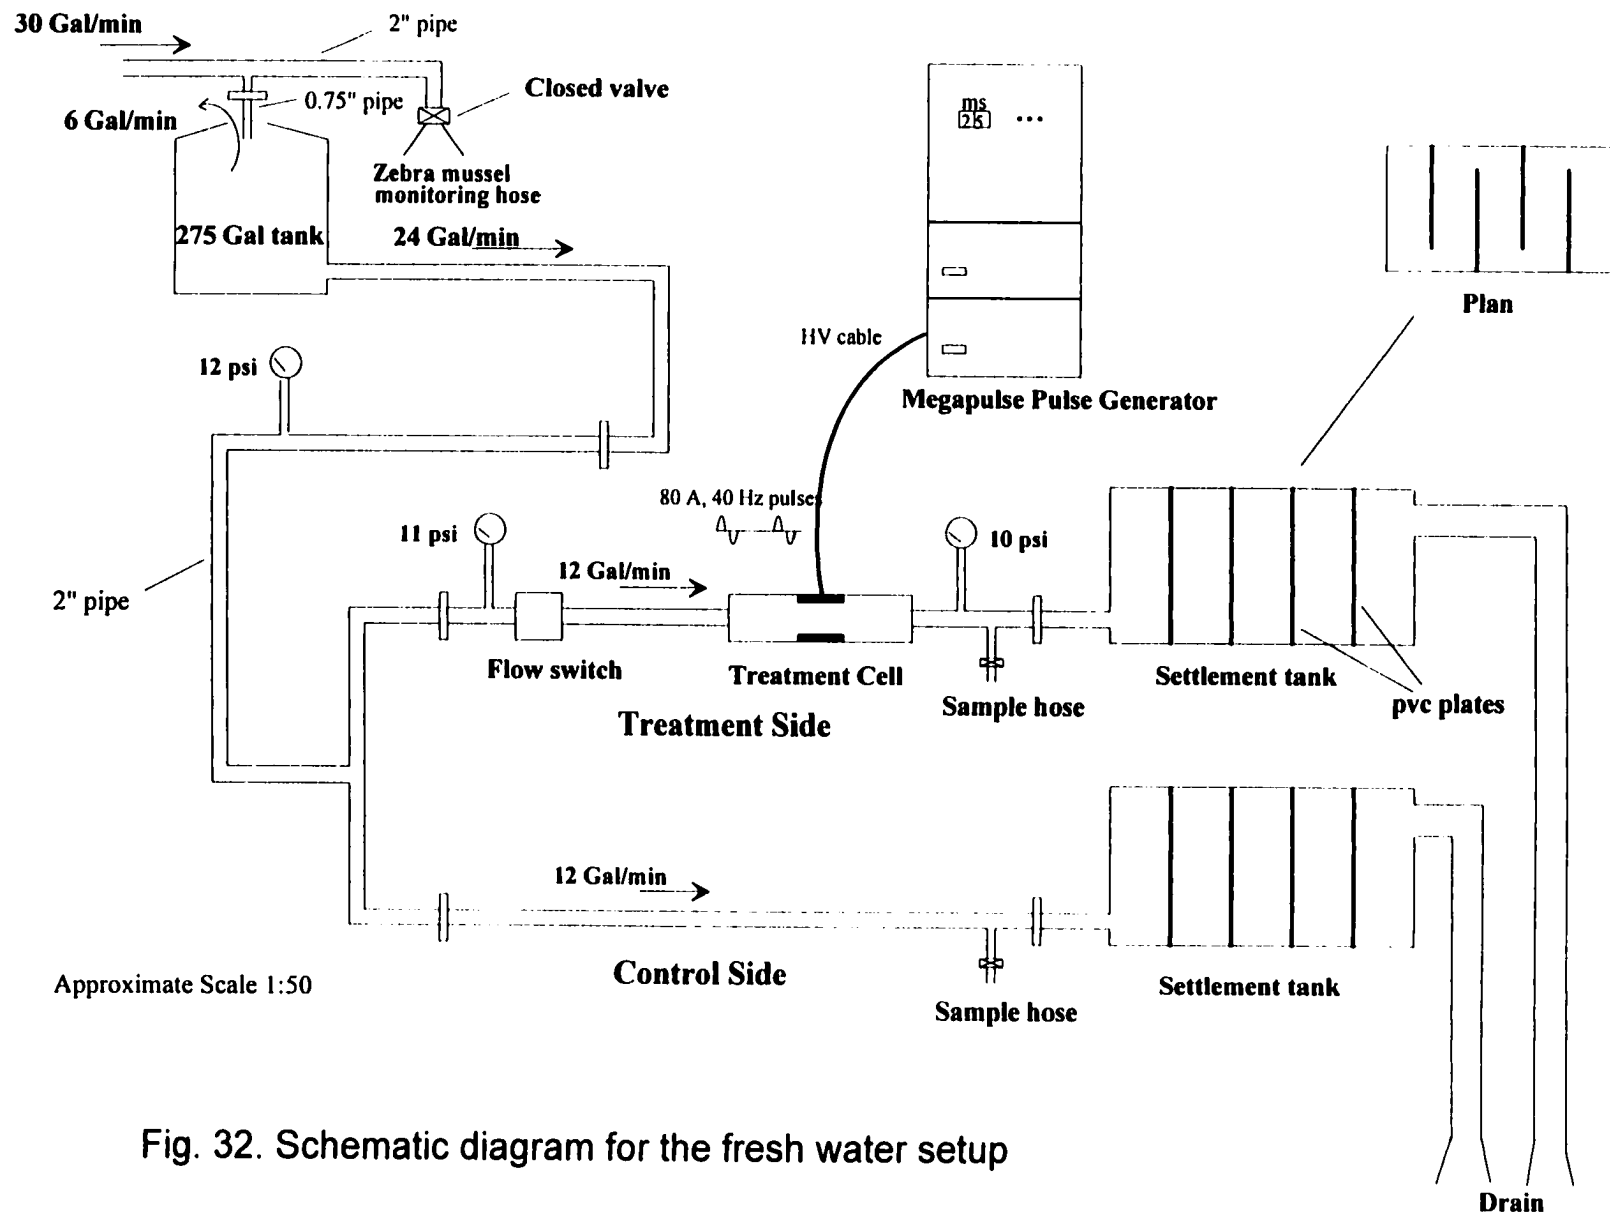 30 Gal/min
2" pipe
Closed valve
0.75" pipe
6 Gal/min
Zebra mussel
monitoring hose
275 Gal tank
24 Gal/min
ms
25
...
HV cable
Megapulse Pulse Generator
Plan
12 psi
80 A, 40 Hz pulses
11 psi
10 psi
12 Gal/min
2" pipe
Flow switch
Treatment Cell
Sample hose
Settlement tank
pvc plates
Treatment Side
12 Gal/min
Control Side
Sample hose
Settlement tank
Approximate Scale 1:50
Fig. 32. Schematic diagram for the fresh water setup
Drain